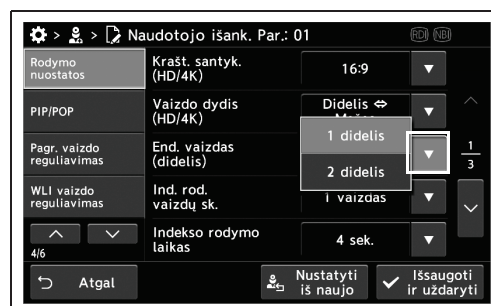 > > Naudotojo išank. Par.: 01 RDI NBI
Rodymo
nuostatos
Krašt. santyk.
(HD/4K)
16:9
PIP/POP
Vaizdo dydis
(HD/4K)
Didelis ⇔
1 didelis
2 didelis
Pagr. vaizdo
reguliavimas
End. vaizdas
(didelis)
1
3
WLI vaizdo
reguliavimas
Ind. rod.
vaizdų sk.
1 vaizdas
4/6
Indekso rodymo
laikas
4 sek.
Atgal
Nustatyti
iš naujo
Išsaugoti
ir uždaryti